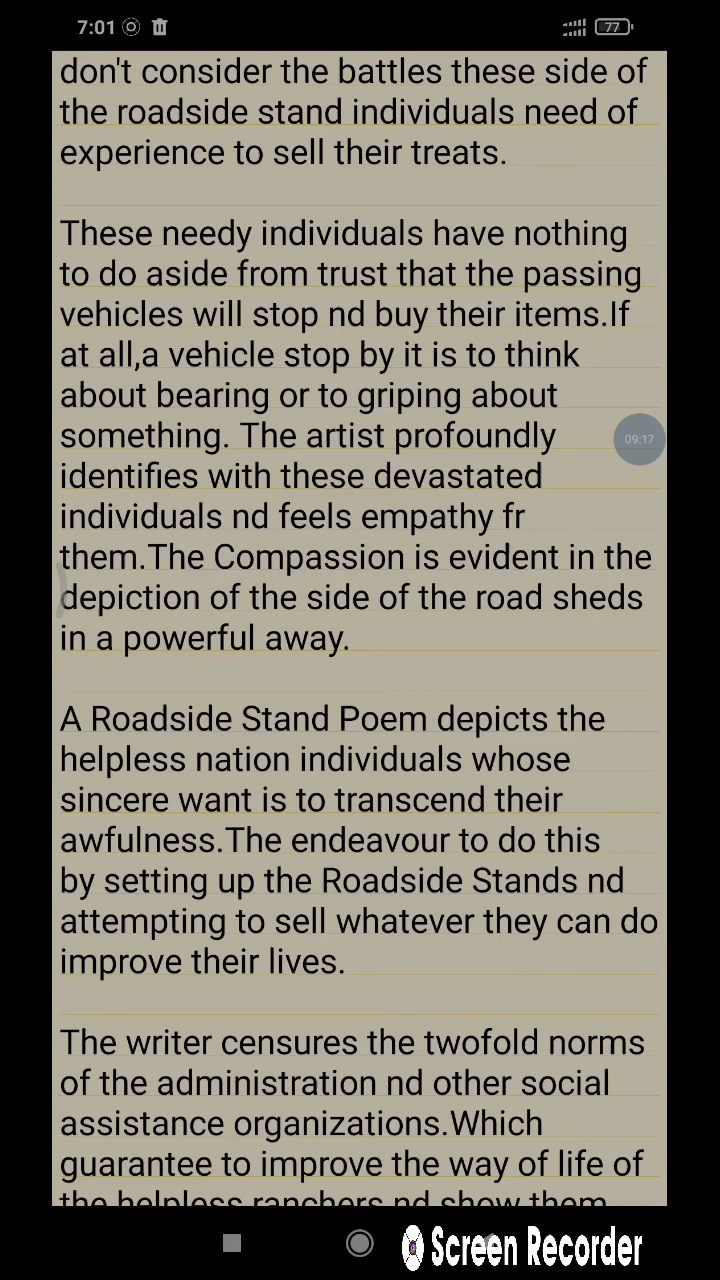 7:01
77
don't consider the battles these side of
the roadside stand individuals need of
experience to sell their treats.
These needy individuals have nothing
to do aside from trust that the passing
vehicles will stop nd buy their items.If
at all,a vehicle stop by it is to think
about bearing or to griping about
something. The artist profoundly
09:17
identifies with these devastated
individuals nd feels empathy fr
them.The Compassion is evident in the
depiction of the side of the road sheds
in a powerful away.
A Roadside Stand Poem depicts the
helpless nation individuals whose
sincere want is to transcend their
awfulness.The endeavour to do this
by setting up the Roadside Stands nd
attempting to sell whatever they can do
improve their lives.
The writer censures the twofold norms
of the administration nd other social
assistance organizations.Which
guarantee to improve the way of life of
the helpless ranchers nd show them
Screen Recorder